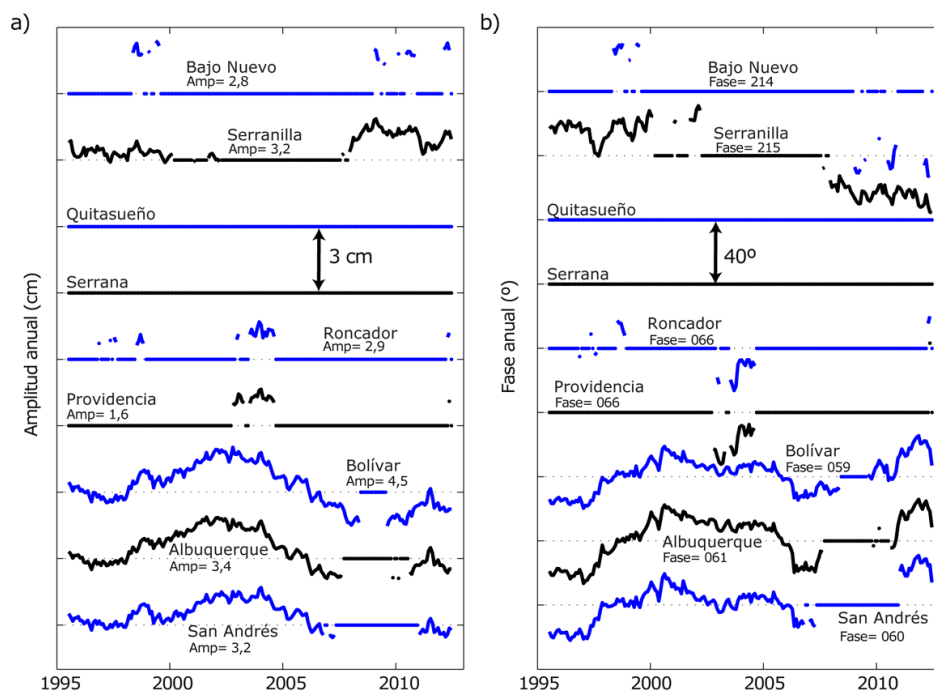 a)
Amplitud anual (cm)
Bajo Nuevo
Amp= 2,8
Serranilla
Amp= 3,2
Quitasueño
3 cm
Serrana
Roncador
Amp= 2,9
Providencia
Amp= 1,6
Bolívar
Amp= 4,5
Albuquerque
Amp= 3,4
San Andrés
Amp= 3,2
1995 2000 2005 2010
b)
Fase anual (º)
Bajo Nuevo
Fase= 214
Serranilla
Fase= 215
Quitasueño
40º
Serrana
Roncador
Fase= 066
Providencia
Fase= 066
Bolívar
Fase= 059
Albuquerque
Fase= 061
San Andrés
Fase= 060
1995 2000 2005 2010